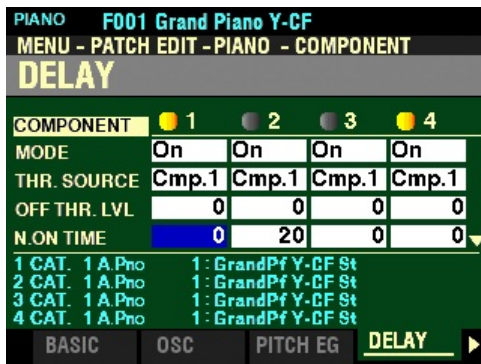 PIANO F001 Grand Piano Y-CF
MENU - PATCH EDIT - PIANO - COMPONENT
DELAY
COMPONENT 1 2 3 4
MODE On On On On
THR. SOURCE Cmp.1 Cmp.1 Cmp.1 Cmp.1
OFF THR. LVL 0 0 0 0
N.ON TIME 0 20 0 0
1 CAT. 1 A.Pno 1: GrandPf Y-CF St
2 CAT. 1 A.Pno 1: GrandPf Y-CF St
3 CAT. 1 A.Pno 1: GrandPf Y-CF St
4 CAT. 1 A.Pno 1: GrandPf Y-CF St
BASIC OSC PITCH EG DELAY